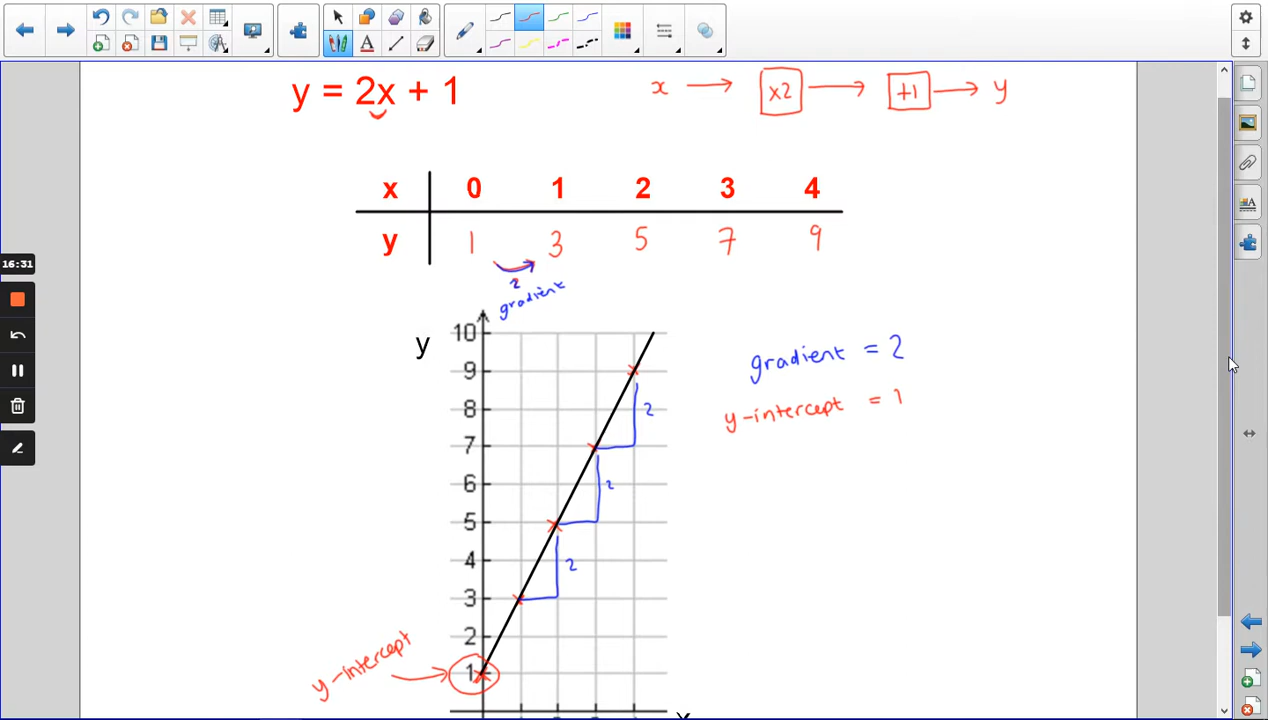 y = 2x + 1
x → x2 → +1 → y
x 0 1 2 3 4
y 1 3 5 7 9
16:31
2
gradient
y
10
9
8
7
6
5
4
3
2
1
2
2
2
gradient = 2
y-intercept = 1
y-intercept
x